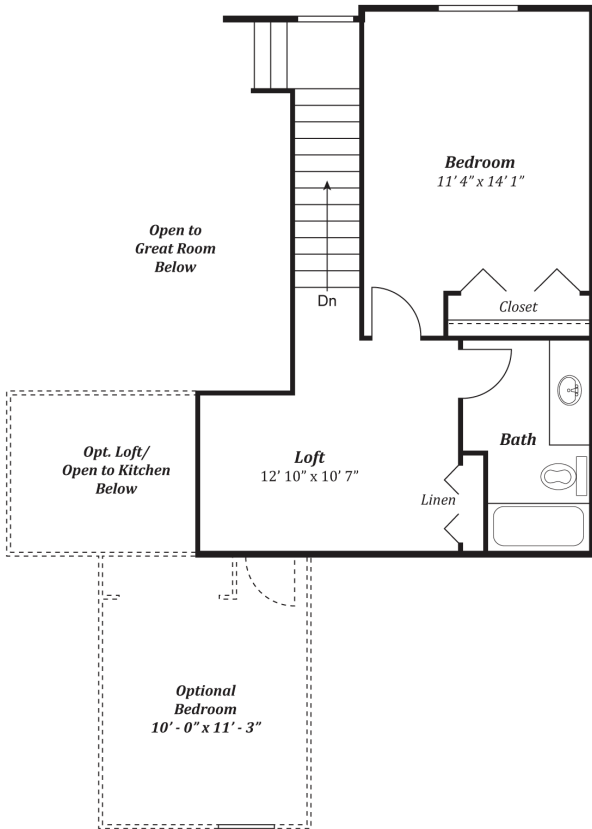 Bedroom
11’ 4” x 14’ 1”
Open to
Great Room
Below
Dn
Closet
Opt. Loft/
Open to Kitchen
Below
Loft
12’ 10” x 10’ 7”
Bath
Linen
Optional
Bedroom
10’ - 0” x 11’ - 3”